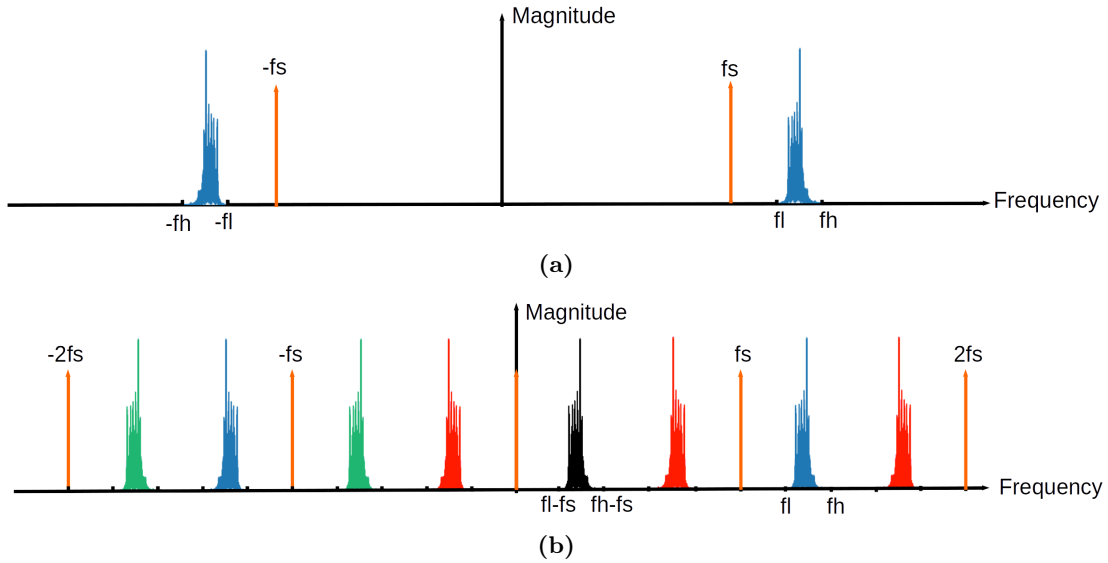 Magnitude
-fs
fs
Frequency
-fh
-fl
fl
fh
(a)
Magnitude
-2fs
-fs
fs
2fs
Frequency
fl-fs
fh-fs
fl
fh
(b)